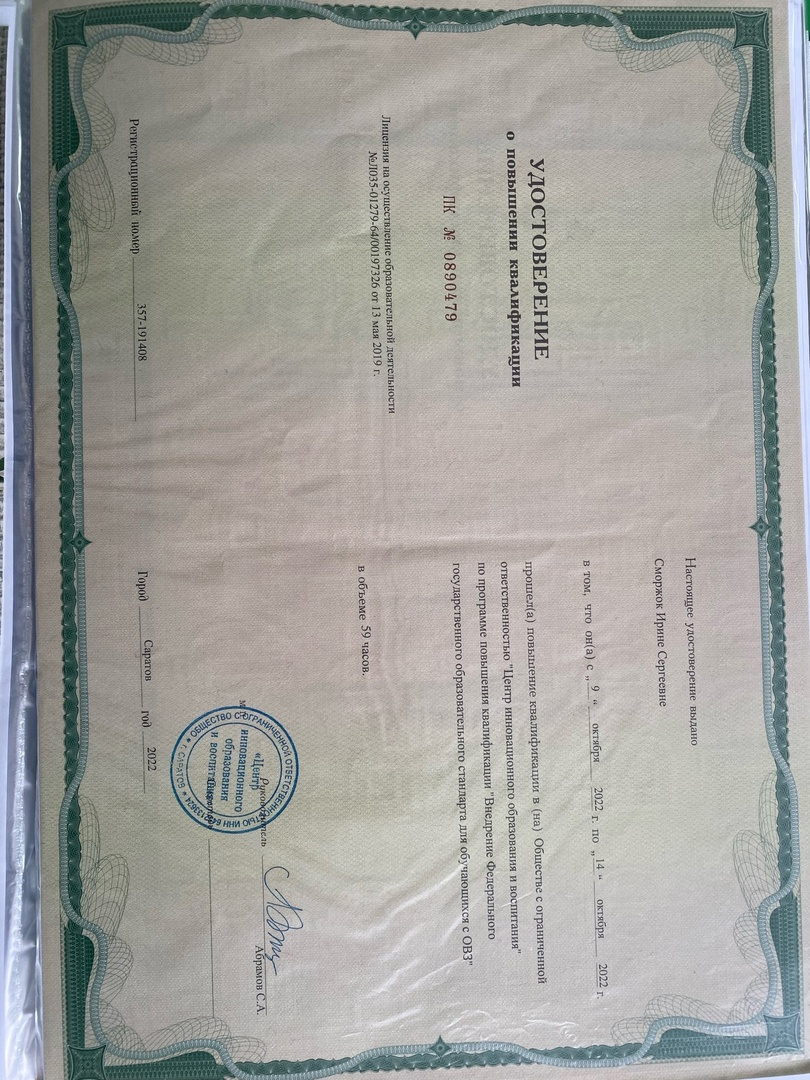 УДОСТОВЕРЕНИЕ
о повышении квалификации
ПК № 0890479
Лицензия на осуществление образовательной деятельности
№Л035-01279-64/00197326 от 13 мая 2019 г.
Регистрационный номер 357-191408
Настоящее удостоверение выдано
Сморжок Ирине Сергеевне
в том, что он(а) с „ 9 “ октября 2022 г. по „ 14 “ октября 2022 г.
прошел(а) повышение квалификации в (на) Обществе с ограниченной
ответственностью "Центр инновационного образования и воспитания"
по программе повышения квалификации "Внедрение Федерального
государственного образовательного стандарта для обучающихся с ОВЗ"
в объеме 59 часов.
Руководитель Абрамов С.А.
ОБЩЕСТВО С ОГРАНИЧЕННОЙ ОТВЕТСТВЕННОСТЬЮ
ИНН
г. САРАТОВ
«Центр
инновационного
образования
и воспитания»
Город Саратов год 2022